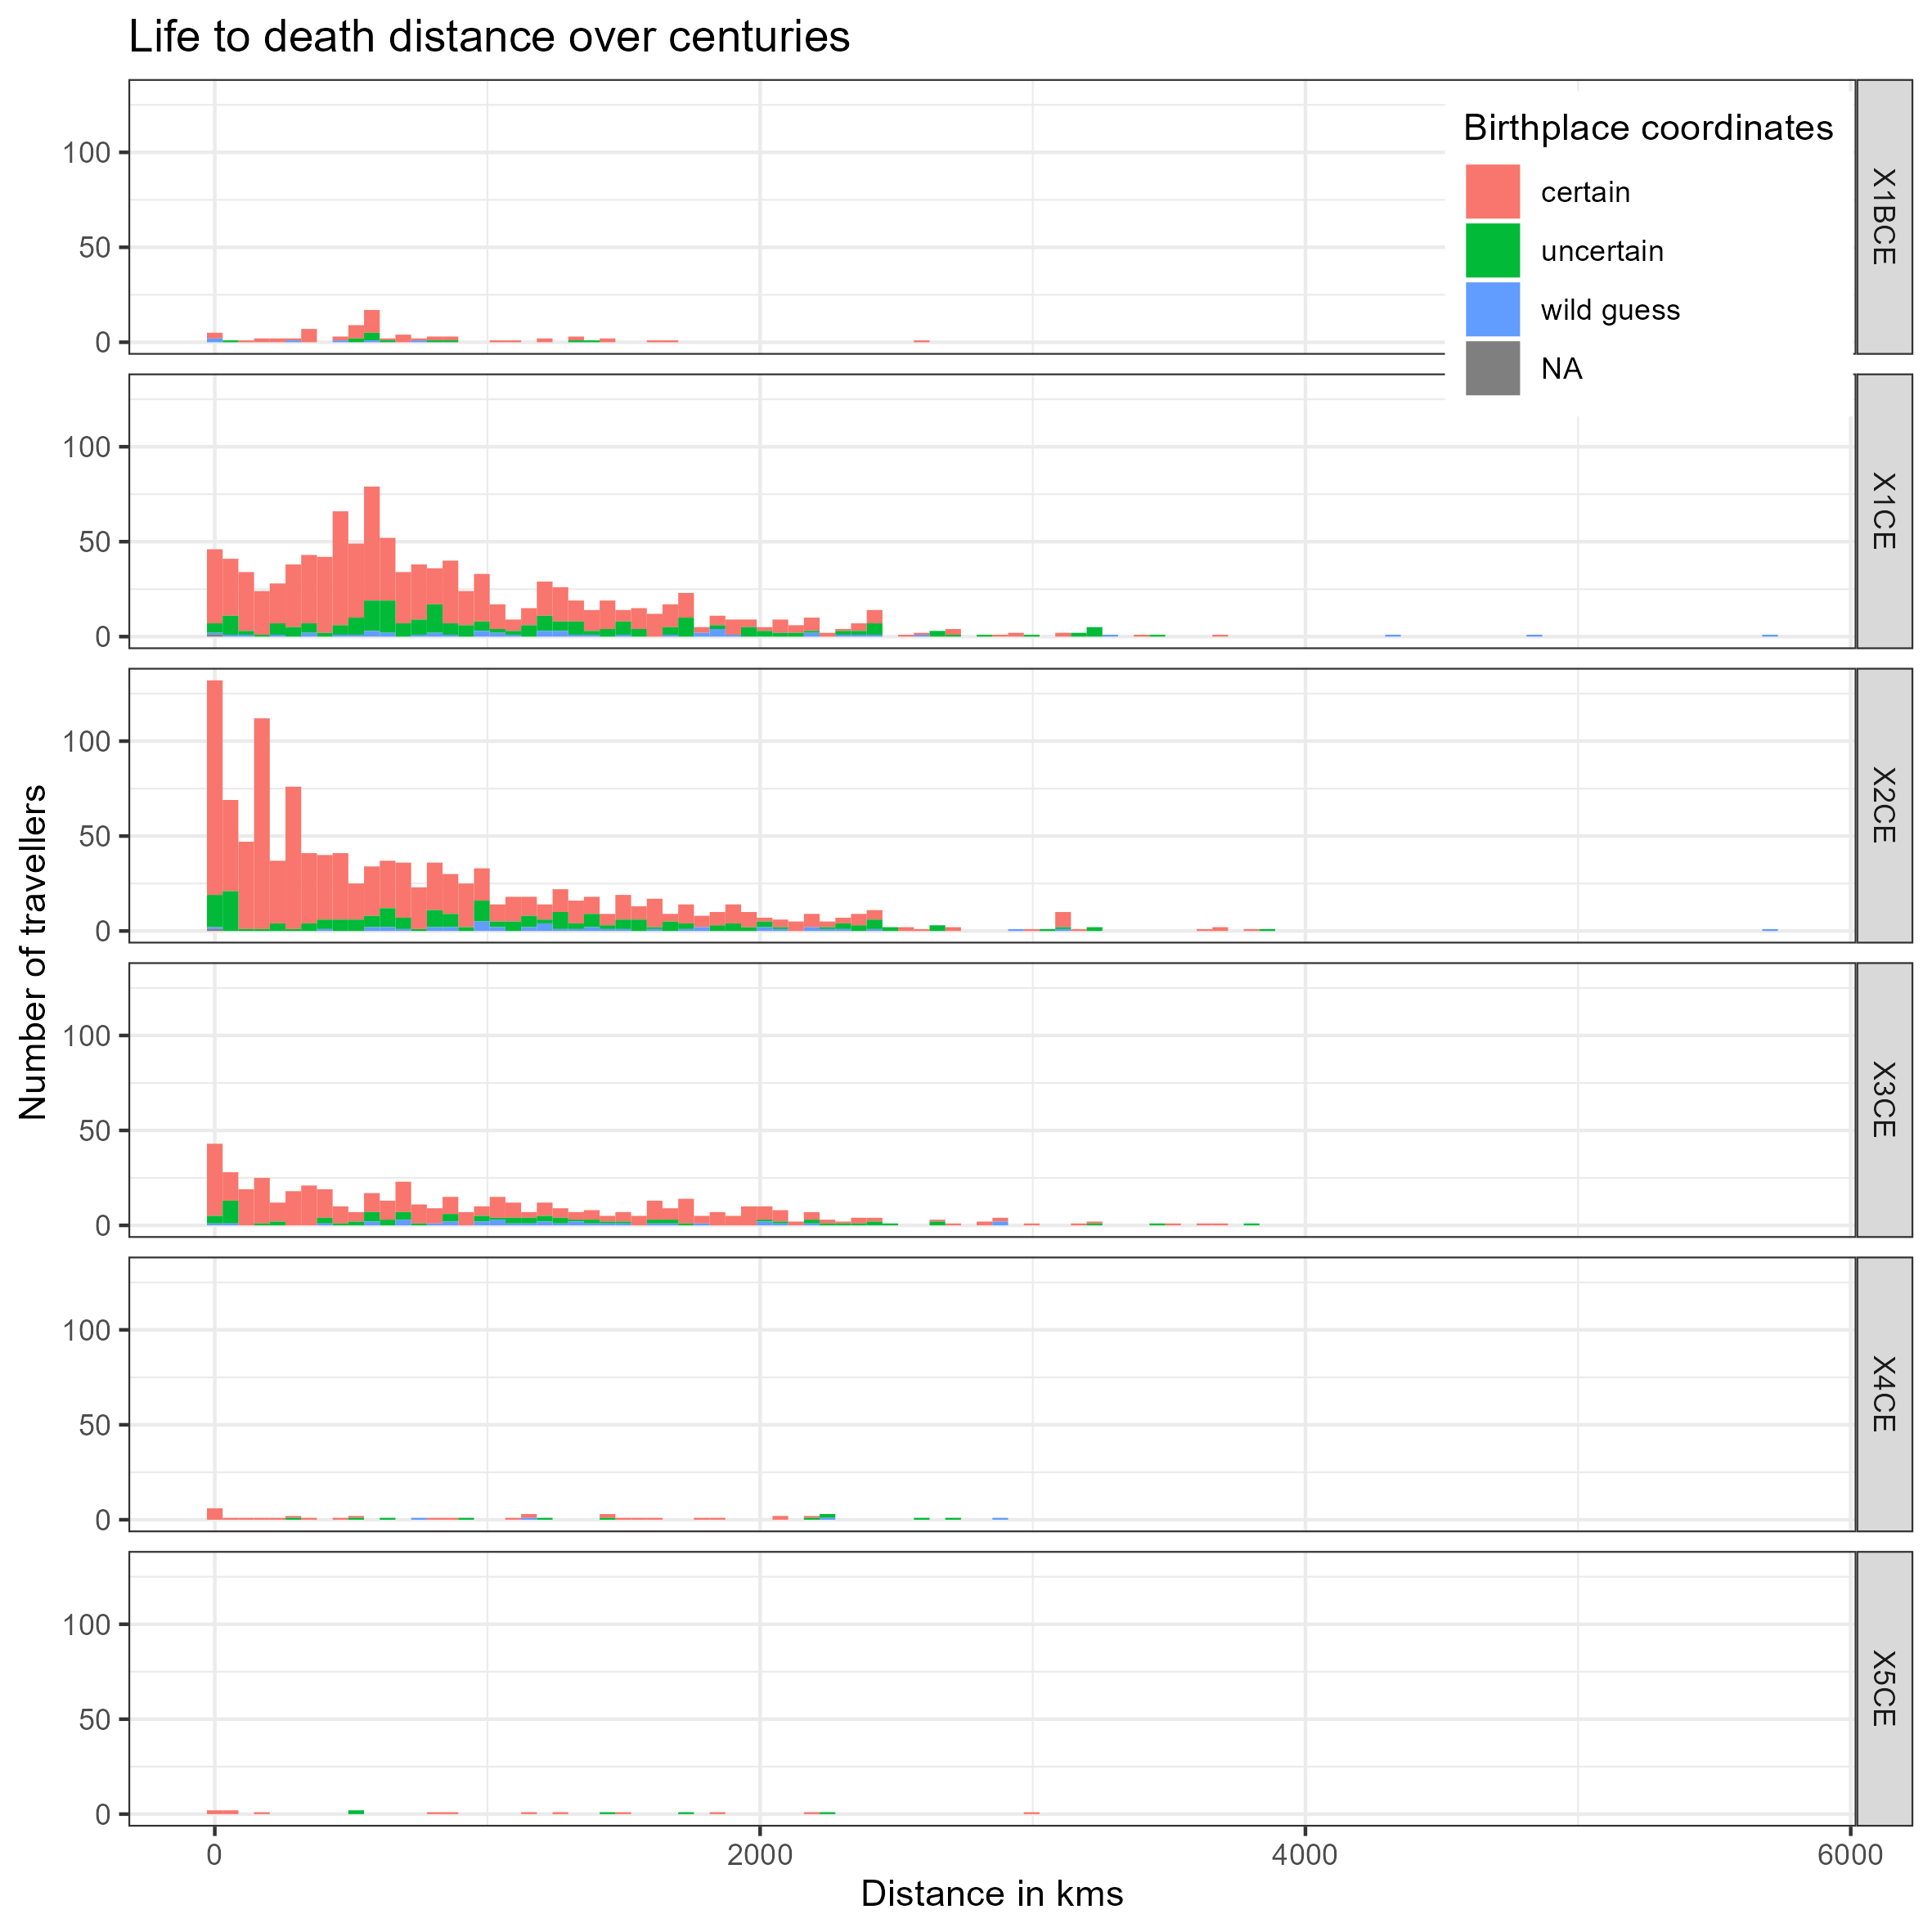 Life to death distance over centuries
Birthplace coordinates
certain
uncertain
wild guess
NA
100
50
0
X1BCE
100
50
0
X1CE
100
50
0
X2CE
Number of travellers
100
50
0
X3CE
100
50
0
X4CE
100
50
0
X5CE
0 2000 4000 6000
Distance in kms